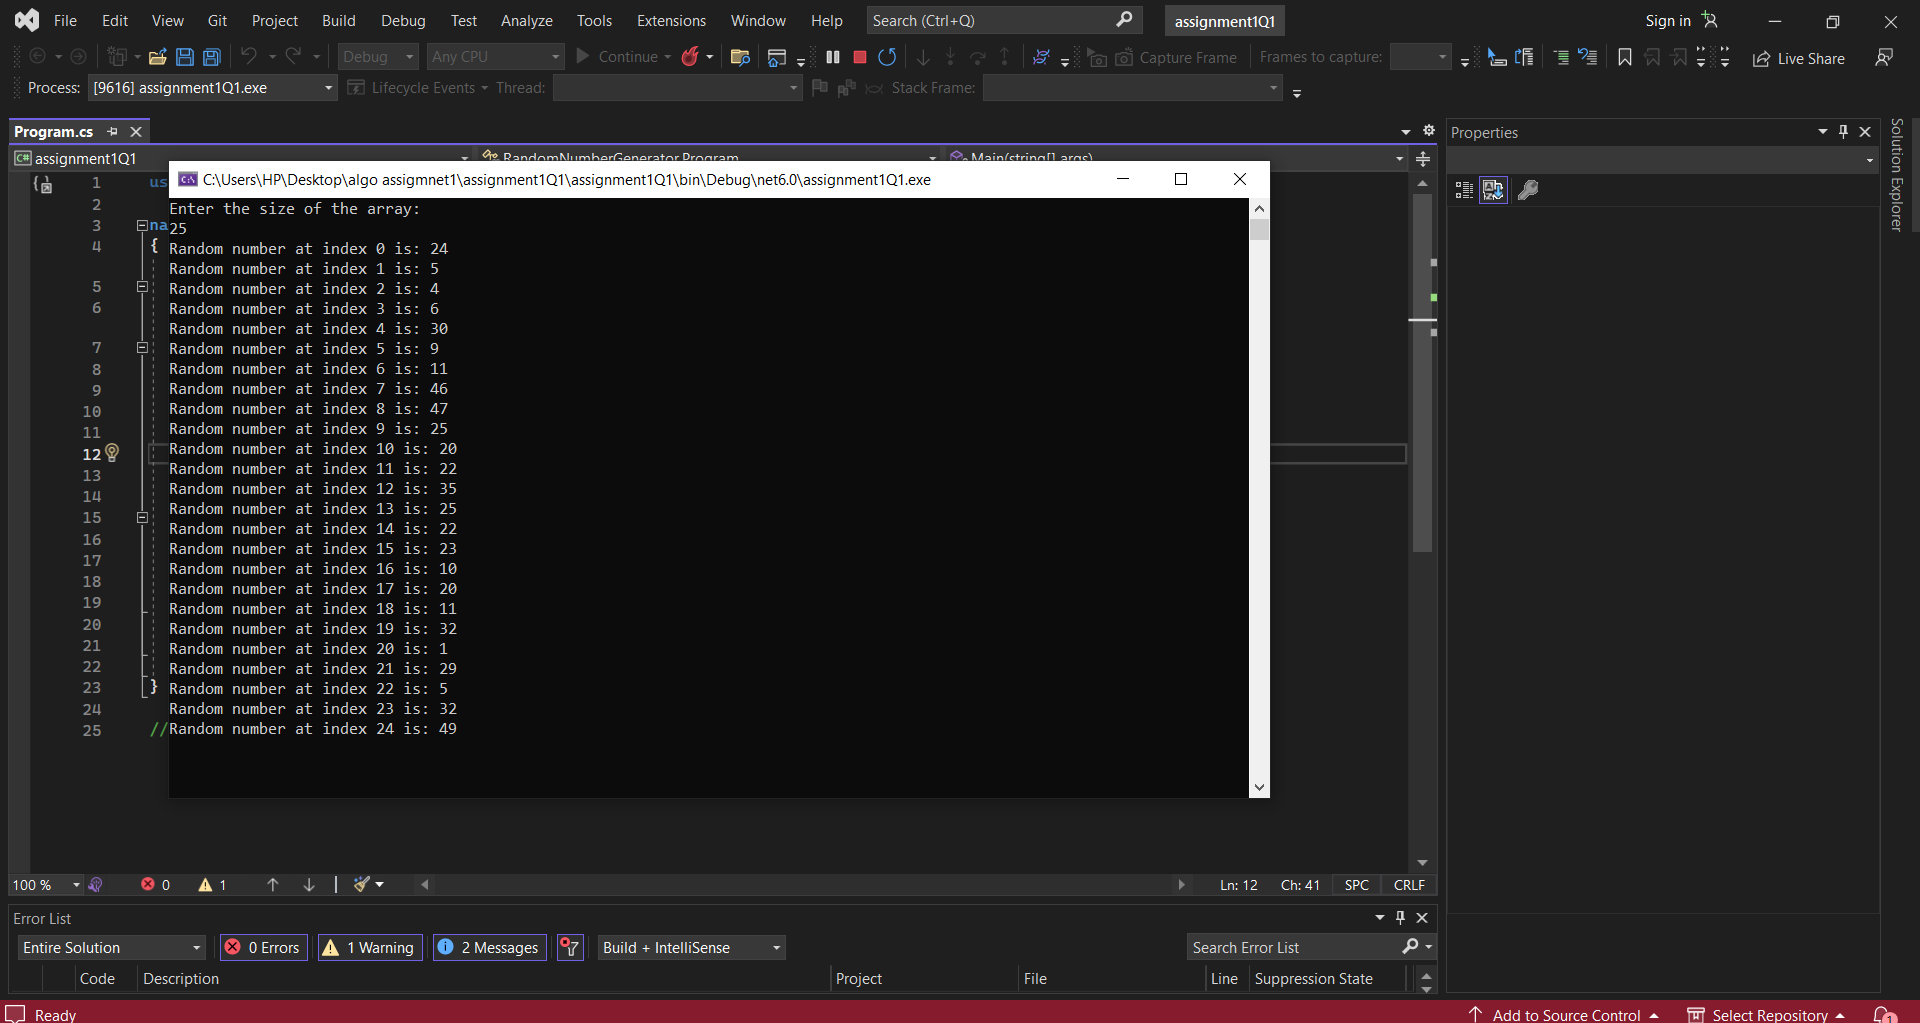 File Edit View Git Project Build Debug Test Analyze Tools Extensions Window Help Search (Ctrl+Q) assignment1Q1 Sign in
Debug Any CPU Continue Capture Frame Frames to capture: Live Share
Process: [9616] assignment1Q1.exe Lifecycle Events Thread: Stack Frame:
Program.cs
Properties
Solution Explorer
C# assignment1Q1 RandomNumberGenerator.Program Main(string[] args)
C:\Users\HP\Desktop\algo assigmnet1\assignment1Q1\assignment1Q1\bin\Debug\net6.0\assignment1Q1.exe
1 us
2
3 na
4 {
5
6
7
8
9
10
11
12
13
14
15
16
17
18
19
20
21
22
23 }
24
25 //
Enter the size of the array:
25
Random number at index 0 is: 24
Random number at index 1 is: 5
Random number at index 2 is: 4
Random number at index 3 is: 6
Random number at index 4 is: 30
Random number at index 5 is: 9
Random number at index 6 is: 11
Random number at index 7 is: 46
Random number at index 8 is: 47
Random number at index 9 is: 25
Random number at index 10 is: 20
Random number at index 11 is: 22
Random number at index 12 is: 35
Random number at index 13 is: 25
Random number at index 14 is: 22
Random number at index 15 is: 23
Random number at index 16 is: 10
Random number at index 17 is: 20
Random number at index 18 is: 11
Random number at index 19 is: 32
Random number at index 20 is: 1
Random number at index 21 is: 29
Random number at index 22 is: 5
Random number at index 23 is: 32
Random number at index 24 is: 49
100 % 0 1 Ln: 12 Ch: 41 SPC CRLF
Error List
Entire Solution 0 Errors 1 Warning 2 Messages Build + IntelliSense Search Error List
Code Description Project File Line Suppression State
Ready Add to Source Control Select Repository 1